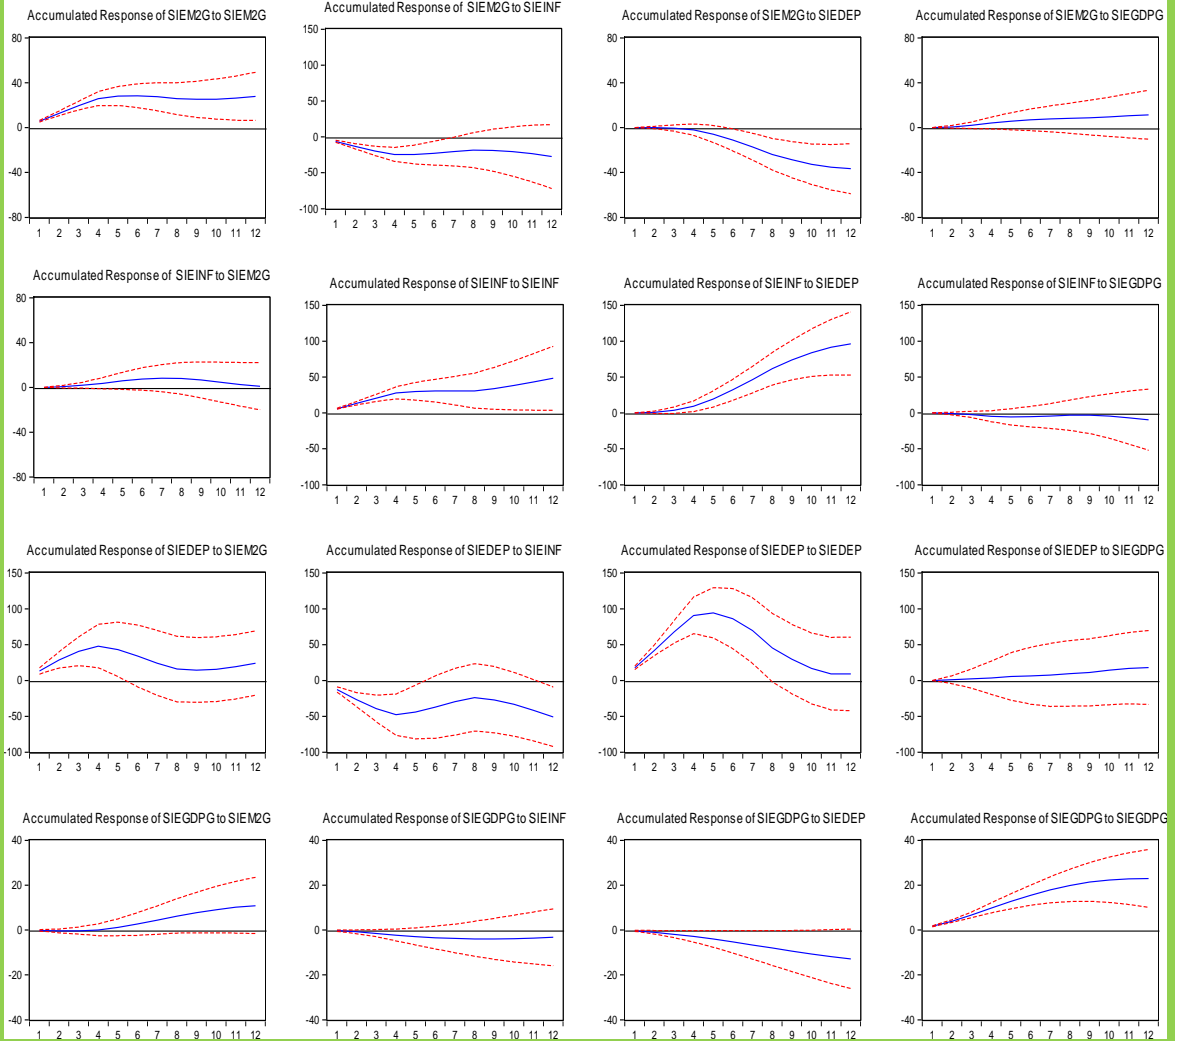 Accumulated Response of SIEM2G to SIEM2G
80
40
0
-40
-80
1 2 3 4 5 6 7 8 9 10 11 12
Accumulated Response of SIEM2G to SIEINF
150
100
50
0
-50
-100
1 2 3 4 5 6 7 8 9 10 11 12
Accumulated Response of SIEM2G to SIEDEP
80
40
0
-40
-80
1 2 3 4 5 6 7 8 9 10 11 12
Accumulated Response of SIEM2G to SIEGDPG
80
40
0
-40
-80
1 2 3 4 5 6 7 8 9 10 11 12
Accumulated Response of SIEINF to SIEM2G
80
40
0
-40
-80
1 2 3 4 5 6 7 8 9 10 11 12
Accumulated Response of SIEINF to SIEINF
150
100
50
0
-50
-100
1 2 3 4 5 6 7 8 9 10 11 12
Accumulated Response of SIEINF to SIEDEP
150
100
50
0
-50
-100
1 2 3 4 5 6 7 8 9 10 11 12
Accumulated Response of SIEINF to SIEGDPG
150
100
50
0
-50
-100
1 2 3 4 5 6 7 8 9 10 11 12
Accumulated Response of SIEDEP to SIEM2G
150
100
50
0
-50
-100
1 2 3 4 5 6 7 8 9 10 11 12
Accumulated Response of SIEDEP to SIEINF
150
100
50
0
-50
-100
1 2 3 4 5 6 7 8 9 10 11 12
Accumulated Response of SIEDEP to SIEDEP
150
100
50
0
-50
-100
1 2 3 4 5 6 7 8 9 10 11 12
Accumulated Response of SIEDEP to SIEGDPG
150
100
50
0
-50
-100
1 2 3 4 5 6 7 8 9 10 11 12
Accumulated Response of SIEGDPG to SIEM2G
40
20
0
-20
-40
1 2 3 4 5 6 7 8 9 10 11 12
Accumulated Response of SIEGDPG to SIEINF
40
20
0
-20
-40
1 2 3 4 5 6 7 8 9 10 11 12
Accumulated Response of SIEGDPG to SIEDEP
40
20
0
-20
-40
1 2 3 4 5 6 7 8 9 10 11 12
Accumulated Response of SIEGDPG to SIEGDPG
40
20
0
-20
-40
1 2 3 4 5 6 7 8 9 10 11 12